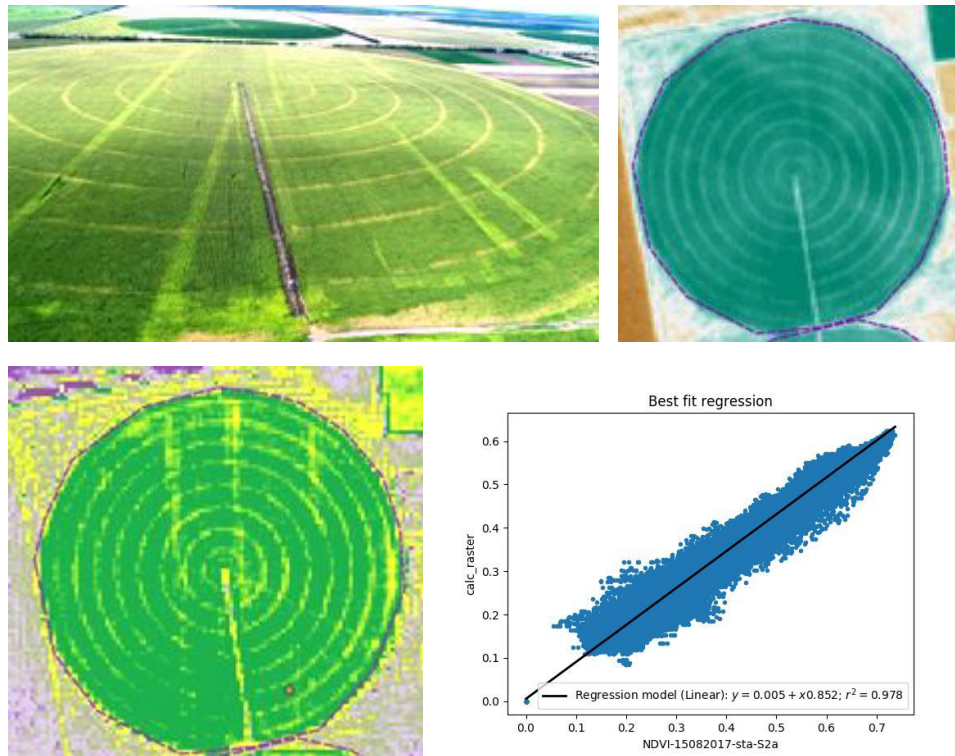 Best fit regression
calc_raster
0.6
0.5
0.4
0.3
0.2
0.1
0.0
Regression model (Linear): y = 0.005 + x0.852; r² = 0.978
0.0 0.1 0.2 0.3 0.4 0.5 0.6 0.7
NDVI-15082017-sta-S2a